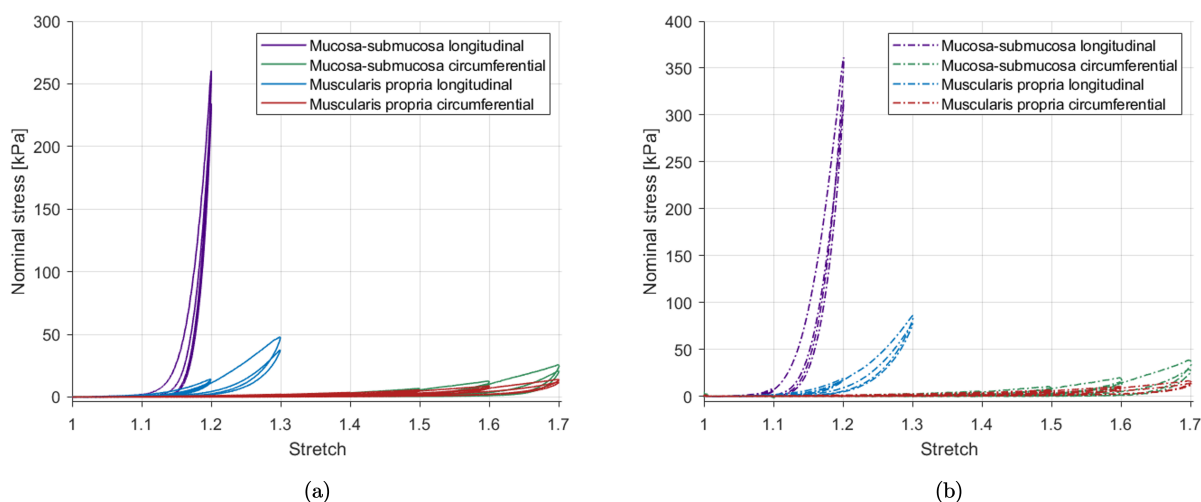 300
250
200
150
100
50
0
Nominal stress [kPa]
Mucosa-submucosa longitudinal
Mucosa-submucosa circumferential
Muscularis propria longitudinal
Muscularis propria circumferential
1 1.1 1.2 1.3 1.4 1.5 1.6 1.7
Stretch
(a)
400
350
300
250
200
150
100
50
0
Nominal stress [kPa]
Mucosa-submucosa longitudinal
Mucosa-submucosa circumferential
Muscularis propria longitudinal
Muscularis propria circumferential
1 1.1 1.2 1.3 1.4 1.5 1.6 1.7
Stretch
(b)